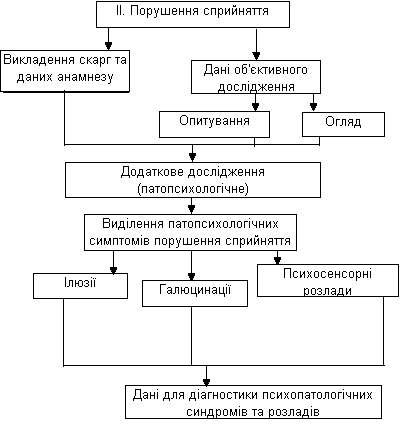 II. Порушення сприйняття
Викладення скарг та
даних анамнезу
Дані об'єктивного
дослідження
Опитування
Огляд
Додаткове дослідження
(патопсихологічне)
Виділення патопсихологічних
симптомів порушення сприйняття
Ілюзії
Галюцинації
Психосенсорні
розлади
Дані для діагностики психопатологічних
синдромів та розладів